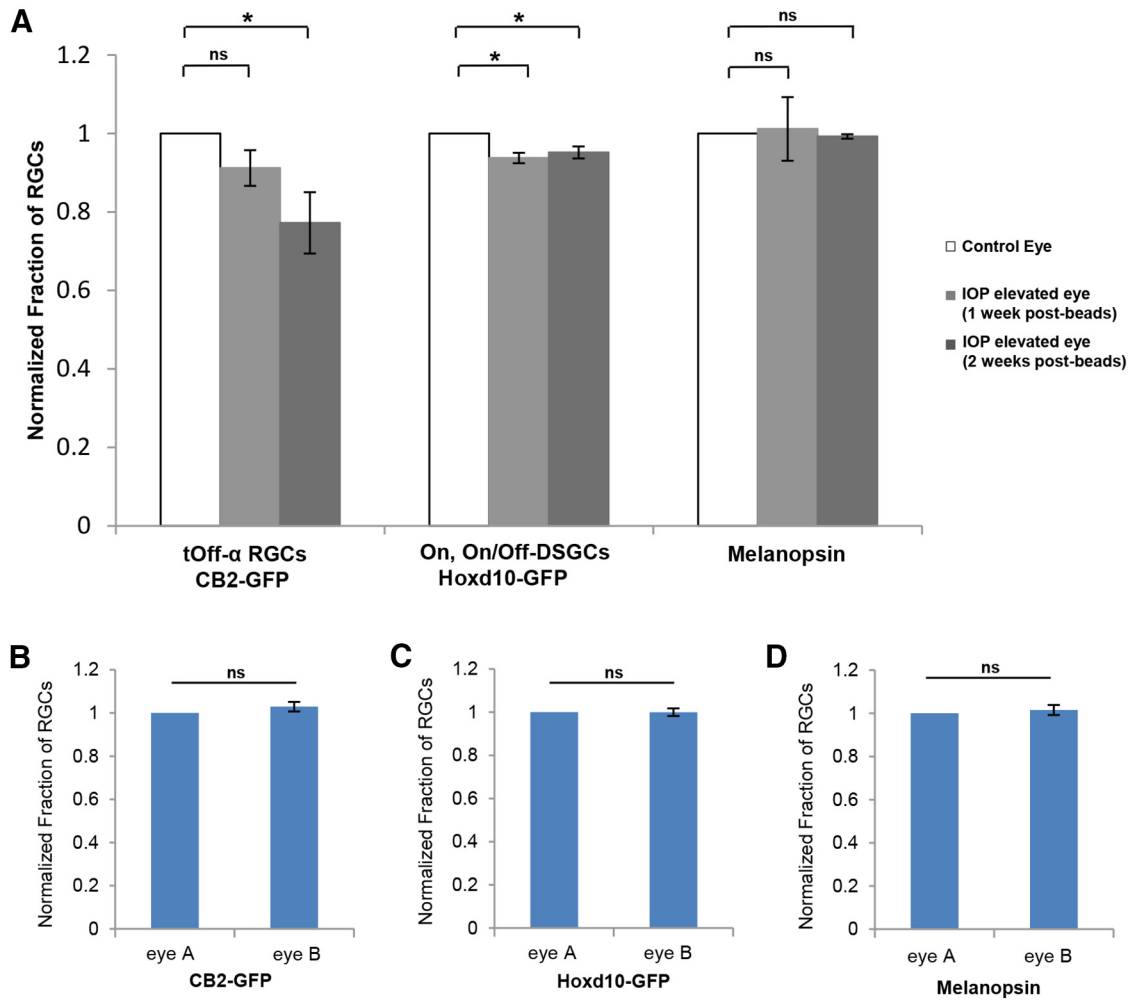 A
* * ns
ns * ns
1.2
1
0.8
0.6
0.4
0.2
0
Normalized Fraction of RGCs
tOff-α RGCs
CB2-GFP
On, On/Off-DSGCs
Hoxd10-GFP
Melanopsin
Control Eye
IOP elevated eye
(1 week post-beads)
IOP elevated eye
(2 weeks post-beads)
B
ns
1.2
1
0.8
0.6
0.4
0.2
0
Normalized Fraction of RGCs
eye A eye B
CB2-GFP
C
ns
1.2
1
0.8
0.6
0.4
0.2
0
Normalized Fraction of RGCs
eye A eye B
Hoxd10-GFP
D
ns
1.2
1
0.8
0.6
0.4
0.2
0
Normalized Fraction of RGCs
eye A eye B
Melanopsin